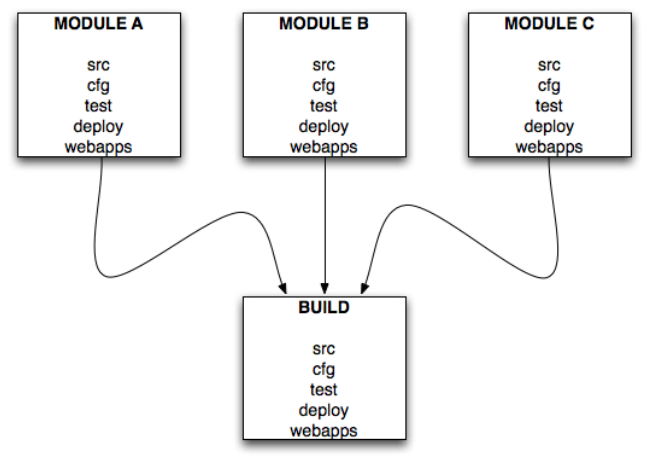 MODULE A
src
cfg
test
deploy
webapps
MODULE B
src
cfg
test
deploy
webapps
MODULE C
src
cfg
test
deploy
webapps
BUILD
src
cfg
test
deploy
webapps